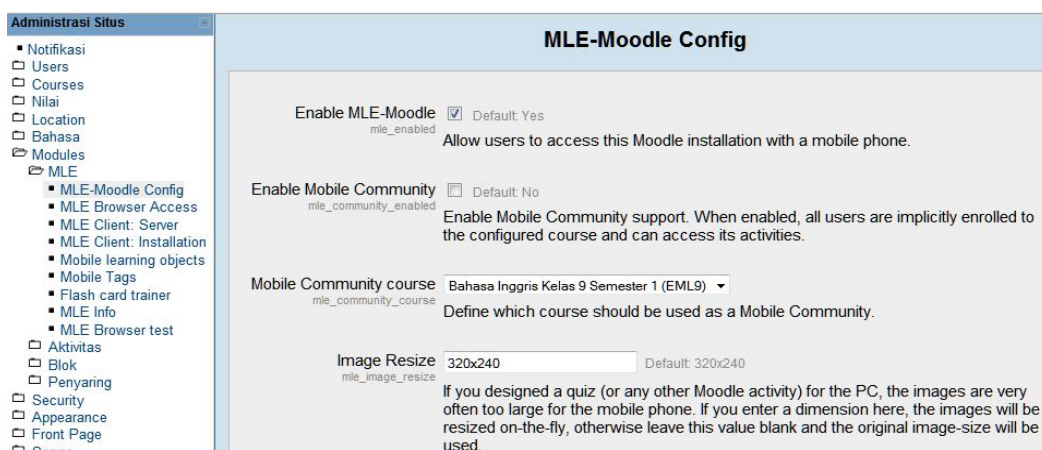 Administrasi Situs
Notifikasi
Users
Courses
Nilai
Location
Bahasa
Modules
MLE
MLE-Moodle Config
MLE Browser Access
MLE Client: Server
MLE Client: Installation
Mobile learning objects
Mobile Tags
Flash card trainer
MLE Info
MLE Browser test
Aktivitas
Blok
Penyaring
Security
Appearance
Front Page
MLE-Moodle Config
Enable MLE-Moodle Default: Yes
mle_enabled
Allow users to access this Moodle installation with a mobile phone.
Enable Mobile Community Default: No
mle_community_enabled
Enable Mobile Community support. When enabled, all users are implicitly enrolled to
the configured course and can access its activities.
Mobile Community course Bahasa Inggris Kelas 9 Semester 1 (EML9)
mle_community_course
Define which course should be used as a Mobile Community.
Image Resize 320x240 Default: 320x240
mle_image_resize
If you designed a quiz (or any other Moodle activity) for the PC, the images are very
often too large for the mobile phone. If you enter a dimension here, the images will be
resized on-the-fly, otherwise leave this value blank and the original image-size will be
used.